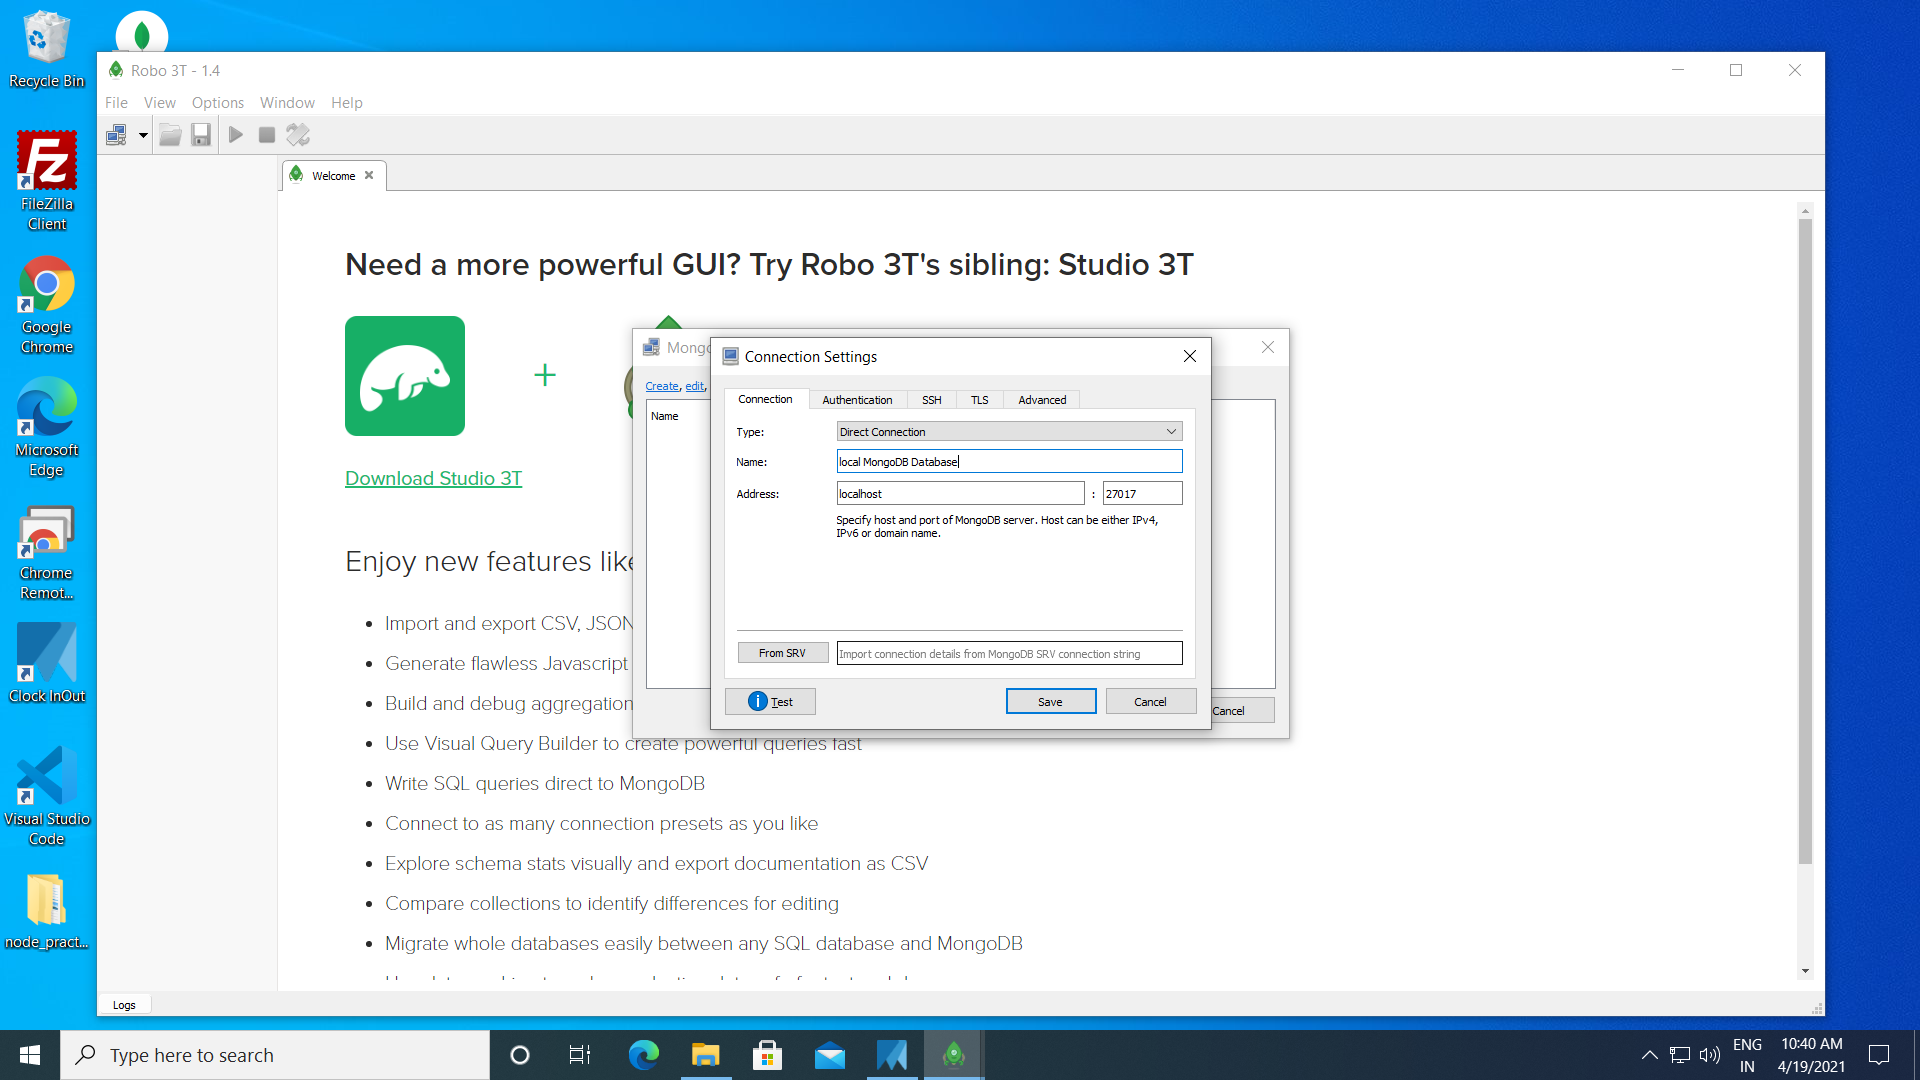 Recycle Bin
FileZilla
Client
Google
Chrome
Microsoft
Edge
Chrome
Remot...
Clock InOut
Visual Studio
Code
node_pract...
Robo 3T - 1.4
File View Options Window Help
Welcome
Need a more powerful GUI? Try Robo 3T's sibling: Studio 3T
+
Download Studio 3T
Enjoy new features like
Import and export CSV, JSON
Generate flawless Javascript
Build and debug aggregation
Use Visual Query Builder to create powerful queries fast
Write SQL queries direct to MongoDB
Connect to as many connection presets as you like
Explore schema stats visually and export documentation as CSV
Compare collections to identify differences for editing
Migrate whole databases easily between any SQL database and MongoDB
Logs
Mongo
Create, edit,
Name
Cancel
Connection Settings
Connection Authentication SSH TLS Advanced
Type: Direct Connection
Name: local MongoDB Database
Address: localhost : 27017
Specify host and port of MongoDB server. Host can be either IPv4,
IPv6 or domain name.
From SRV Import connection details from MongoDB SRV connection string
Test Save Cancel
Type here to search
ENG
IN
10:40 AM
4/19/2021